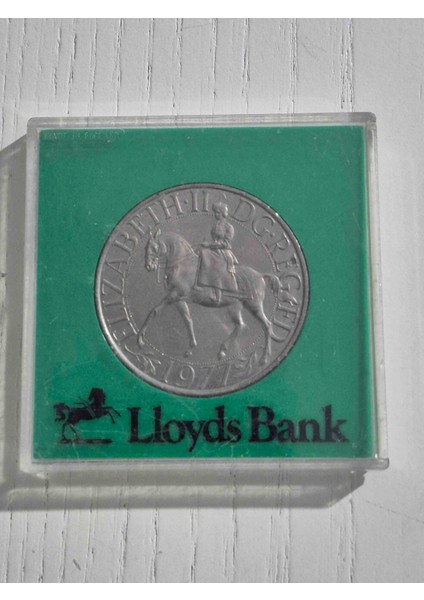 ELIZABETH·II D·G·REG F·D
1977
Lloyds Bank